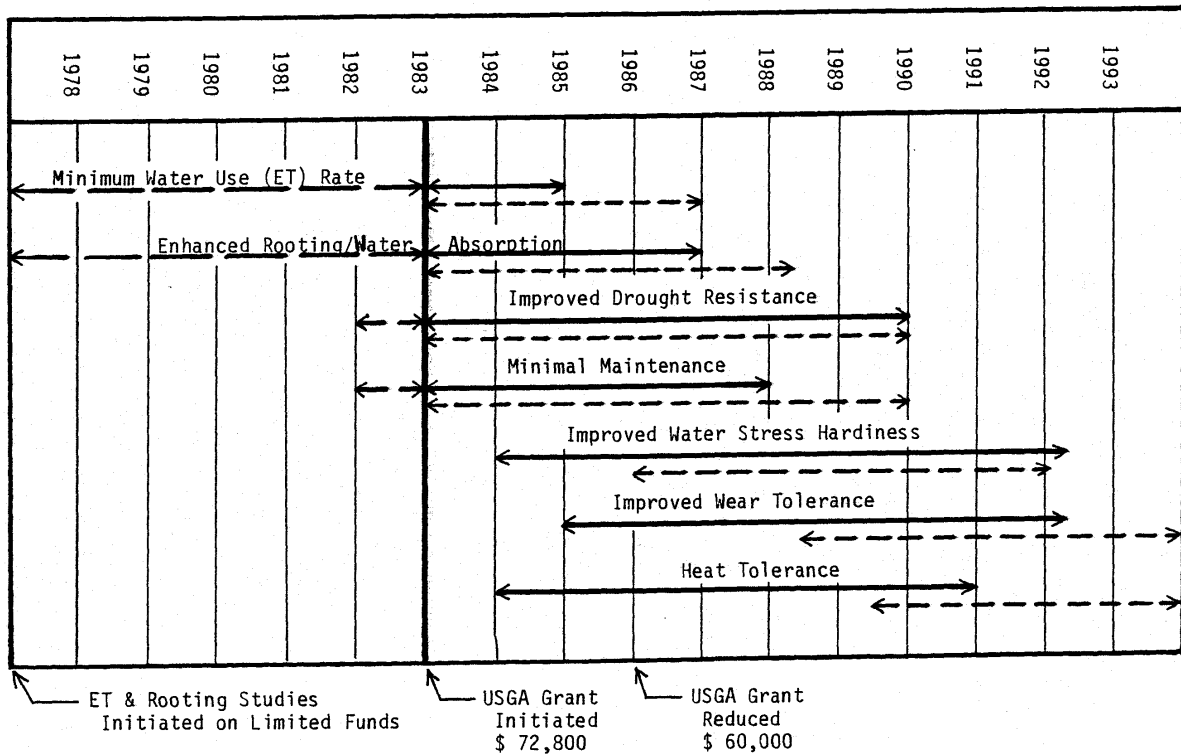 1978 1979 1980 1981 1982 1983 1984 1985 1986 1987 1988 1989 1990 1991 1992 1993
Minimum Water Use (ET) Rate
Enhanced Rooting/Water Absorption
Improved Drought Resistance
Minimal Maintenance
Improved Water Stress Hardiness
Improved Wear Tolerance
Heat Tolerance
ET & Rooting Studies
Initiated on Limited Funds
USGA Grant
Initiated
$ 72,800
USGA Grant
Reduced
$ 60,000